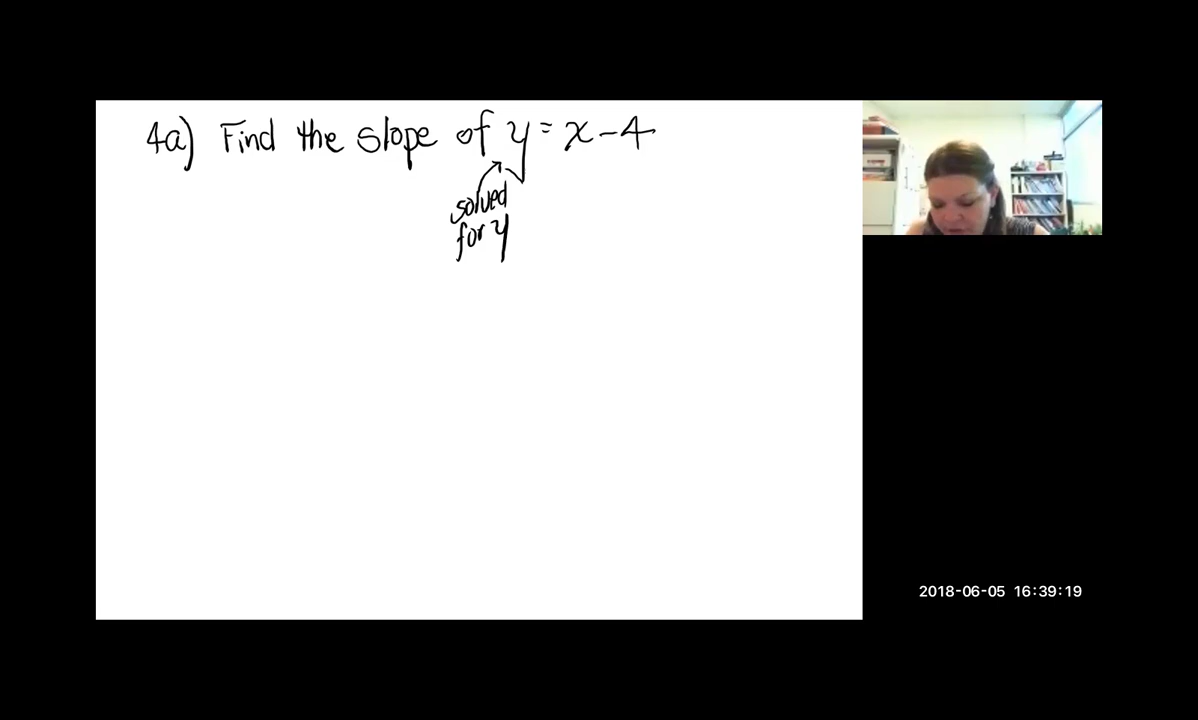 4a) Find the slope of y = x - 4
solved
for y
2018-06-05 16:39:19